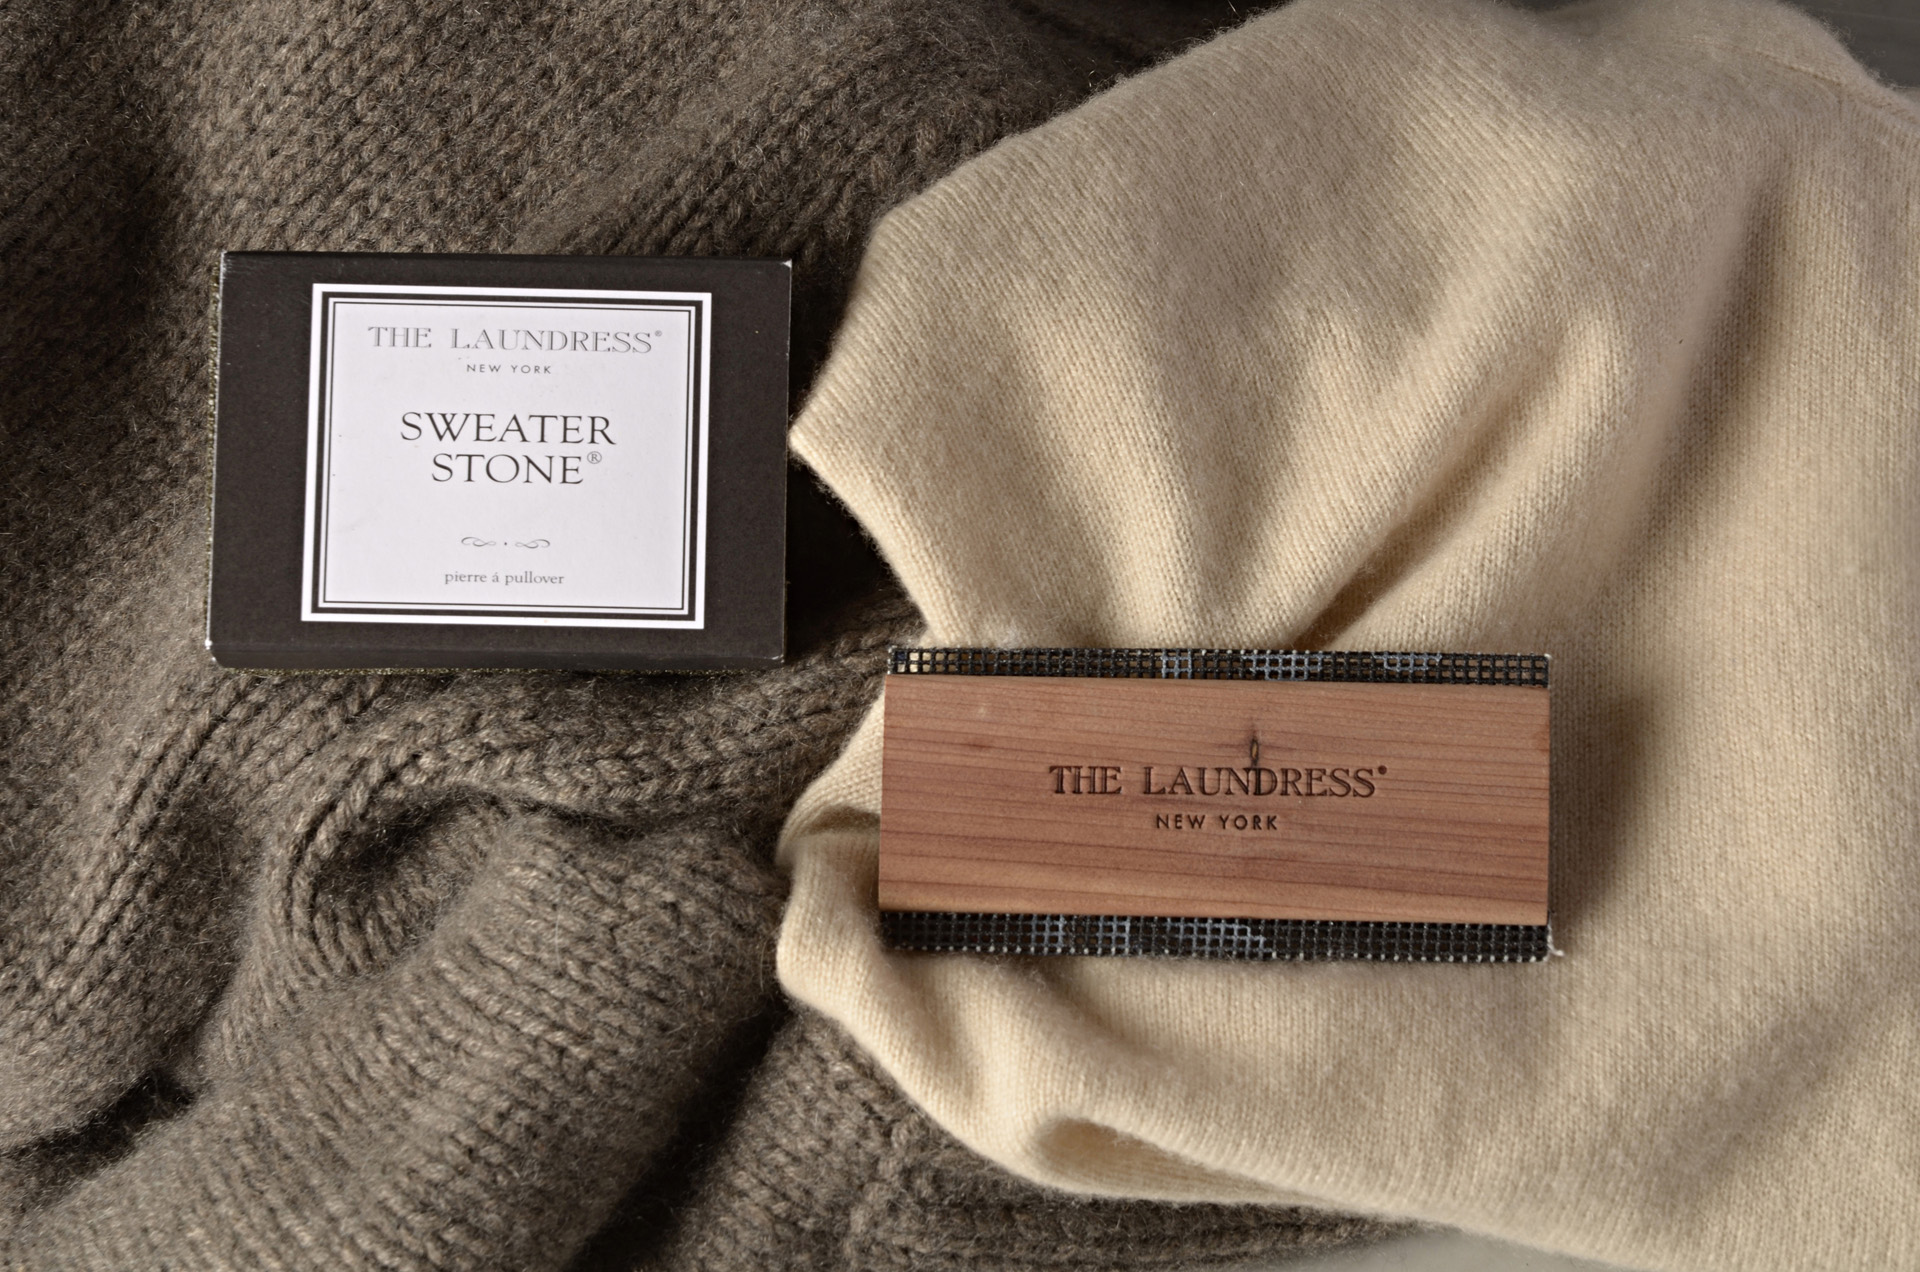 THE LAUNDRESS®
NEW YORK
SWEATER
STONE®
pierre á pullover
THE LAUNDRESS®
NEW YORK